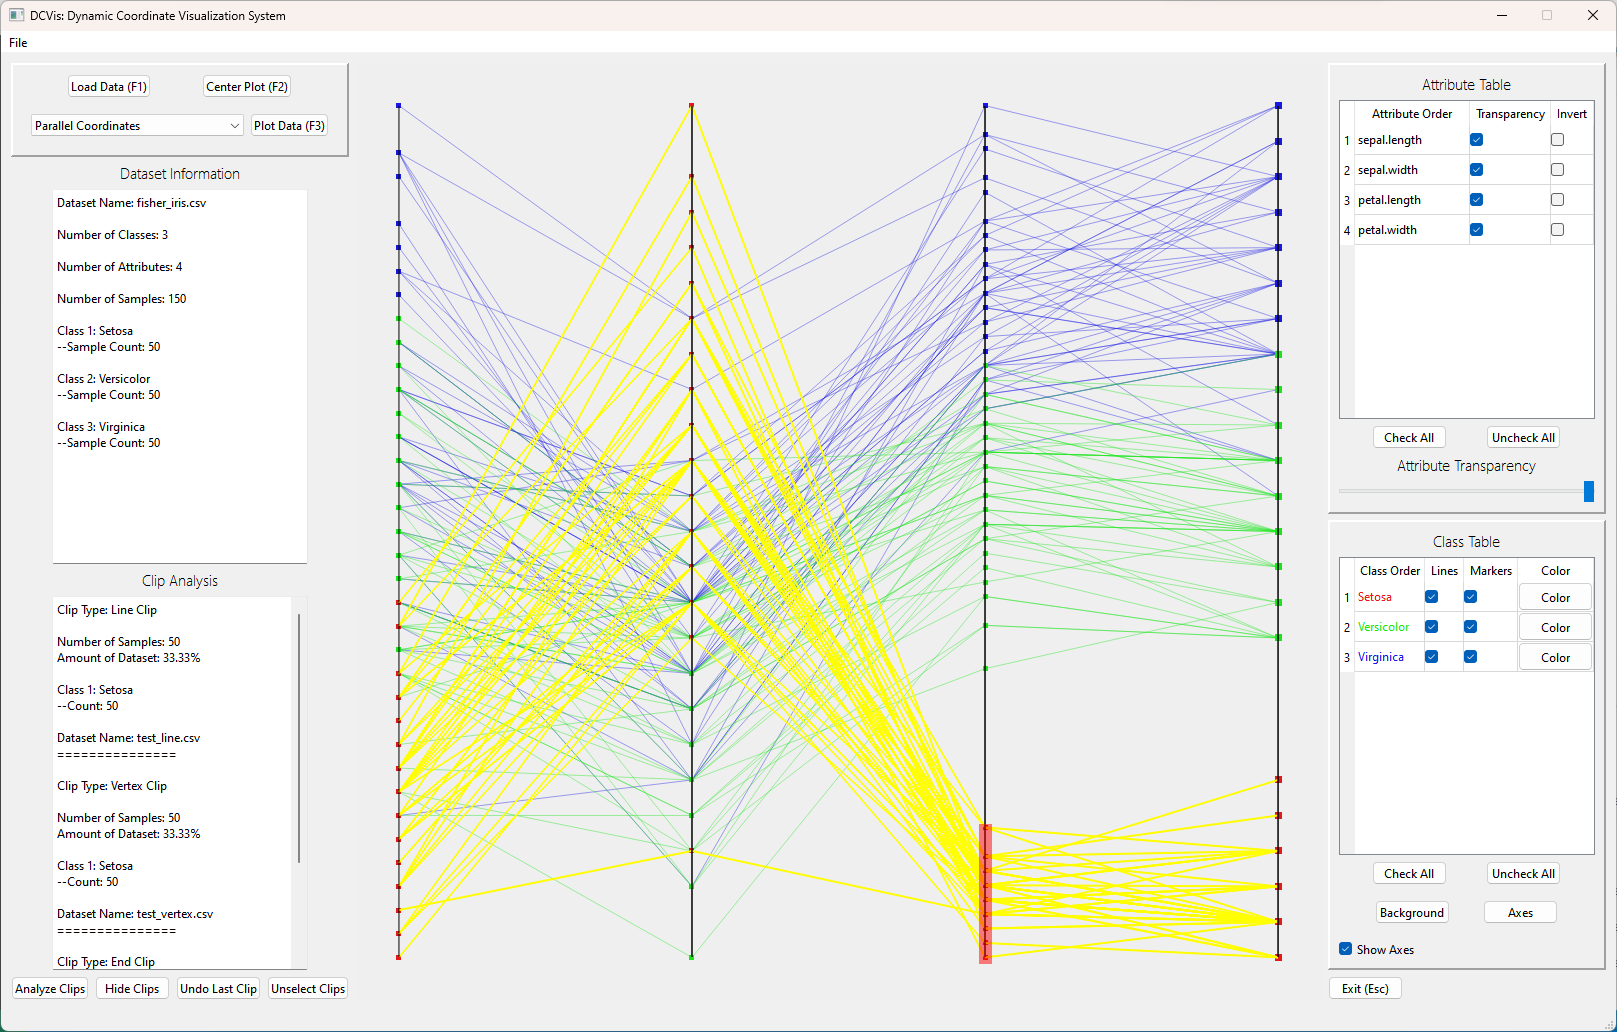 DCVis: Dynamic Coordinate Visualization System
File
Load Data (F1)
Center Plot (F2)
Parallel Coordinates
Plot Data (F3)
Dataset Information
Dataset Name: fisher_iris.csv
Number of Classes: 3
Number of Attributes: 4
Number of Samples: 150
Class 1: Setosa
--Sample Count: 50
Class 2: Versicolor
--Sample Count: 50
Class 3: Virginica
--Sample Count: 50
Clip Analysis
Clip Type: Line Clip
Number of Samples: 50
Amount of Dataset: 33.33%
Class 1: Setosa
--Count: 50
Dataset Name: test_line.csv
===============
Clip Type: Vertex Clip
Number of Samples: 50
Amount of Dataset: 33.33%
Class 1: Setosa
--Count: 50
Dataset Name: test_vertex.csv
===============
Clip Type: End Clip
Analyze Clips
Hide Clips
Undo Last Clip
Unselect Clips
Attribute Table
Attribute Order Transparency Invert
1 sepal.length
2 sepal.width
3 petal.length
4 petal.width
Check All
Uncheck All
Attribute Transparency
Class Table
Class Order Lines Markers Color
1 Setosa Color
2 Versicolor Color
3 Virginica Color
Check All
Uncheck All
Background
Axes
Show Axes
Exit (Esc)